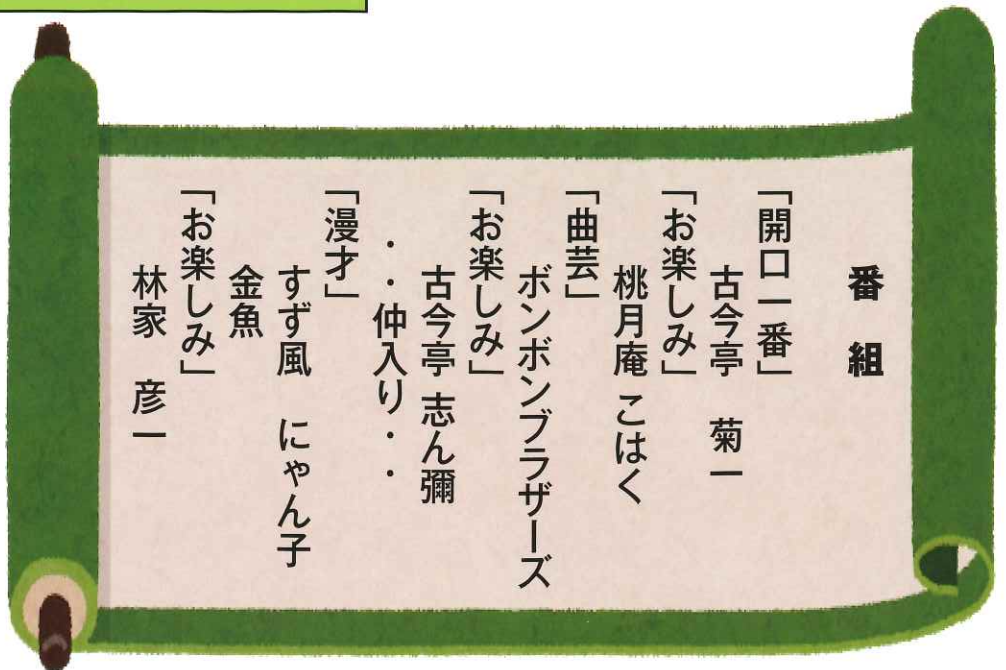 番　組
「開口一番」
古今亭　菊一
「お楽しみ」
桃月庵 こはく
「曲芸」
ボンボンブラザーズ
「お楽しみ」
古今亭 志ん彌
・・仲入り・・
「漫才」
すず風　にゃん子
金魚
「お楽しみ」
林家　彦一